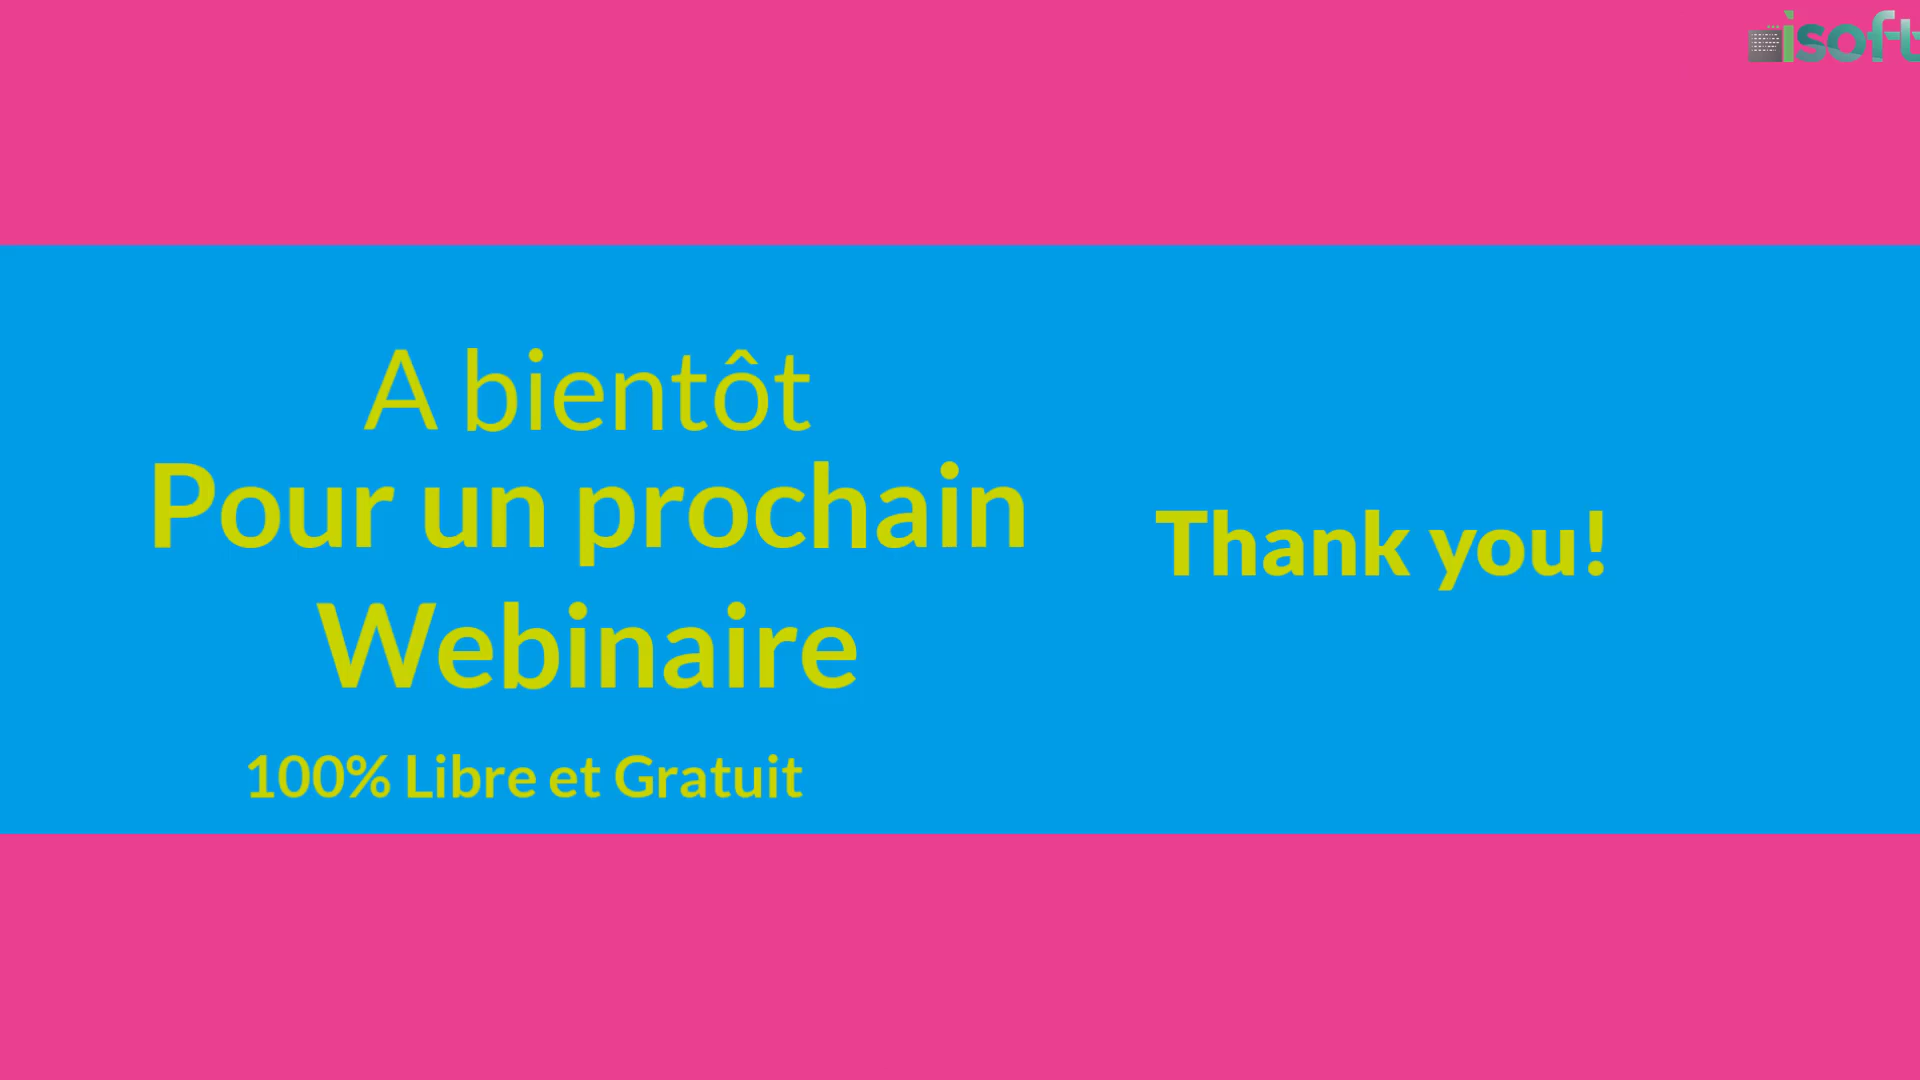 isoft
A bientôt
Pour un prochain
Webinaire
100% Libre et Gratuit
Thank you!